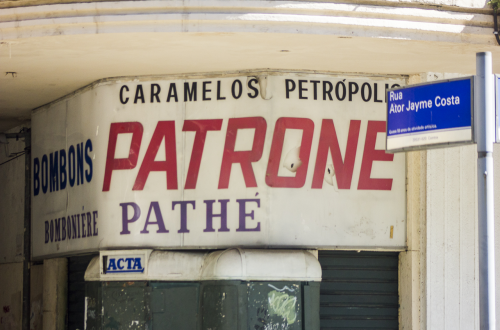 CARAMELOS PETRÓPOLIS
BOMBONS PATRONE
BOMBONIÈRE PATHÉ
ACTA
Rua
Ator Jayme Costa